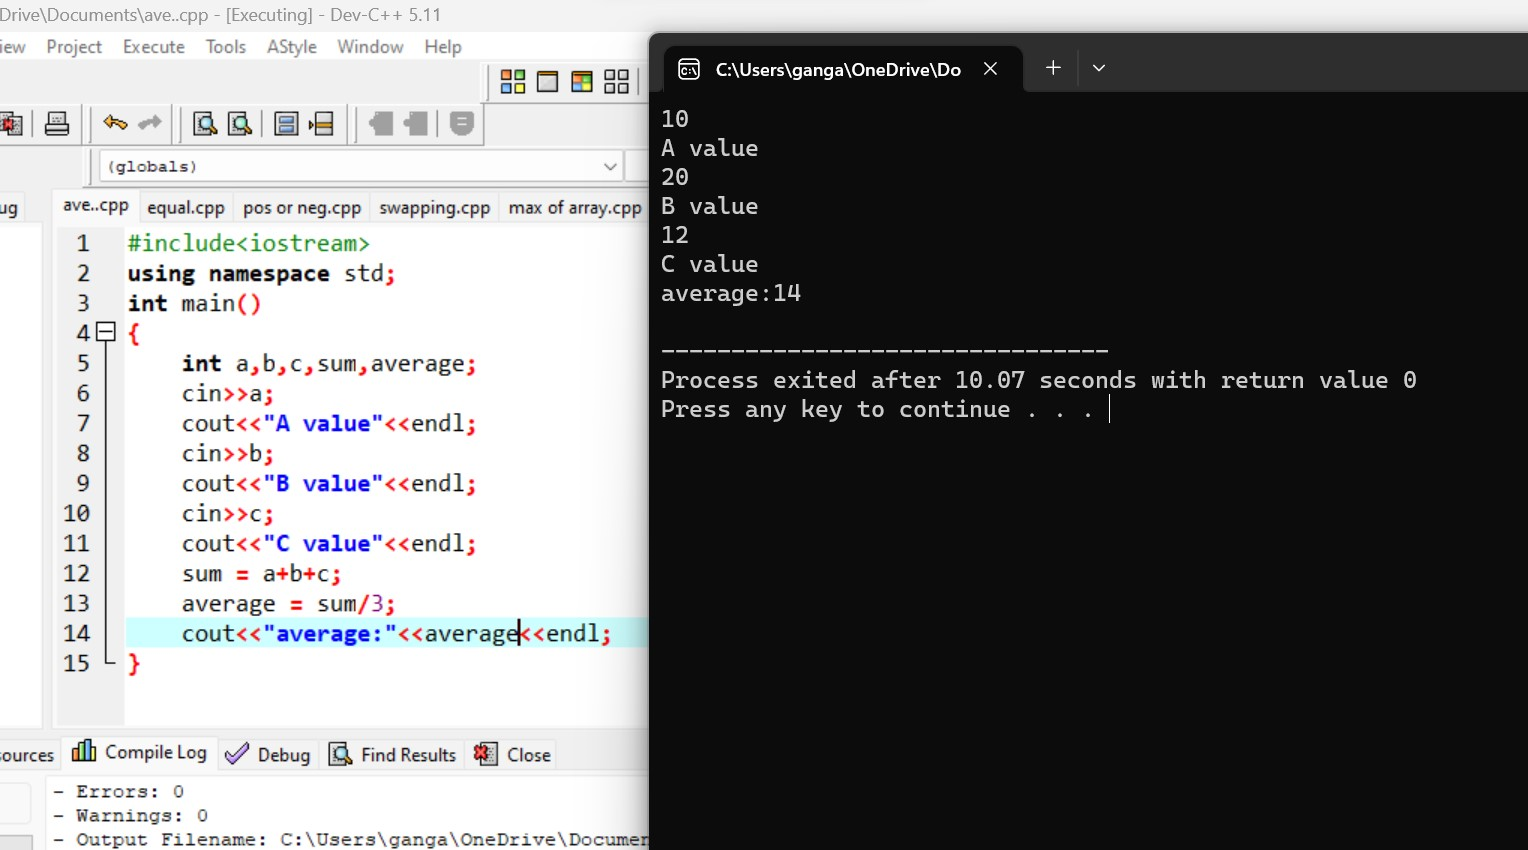 Drive\Documents\ave..cpp - [Executing] - Dev-C++ 5.11
iew Project Execute Tools AStyle Window Help
(globals)
ug ave..cpp equal.cpp pos or neg.cpp swapping.cpp max of array.cpp
1 #include<iostream>
2 using namespace std;
3 int main()
4 {
5 int a,b,c,sum,average;
6 cin>>a;
7 cout<<"A value"<<endl;
8 cin>>b;
9 cout<<"B value"<<endl;
10 cin>>c;
11 cout<<"C value"<<endl;
12 sum = a+b+c;
13 average = sum/3;
14 cout<<"average:"<<average<<endl;
15 }
ources Compile Log Debug Find Results Close
- Errors: 0
- Warnings: 0
- Output Filename: C:\Users\ganga\OneDrive\Documen
C:\Users\ganga\OneDrive\Do
10
A value
20
B value
12
C value
average:14
--------------------------------
Process exited after 10.07 seconds with return value 0
Press any key to continue . . .